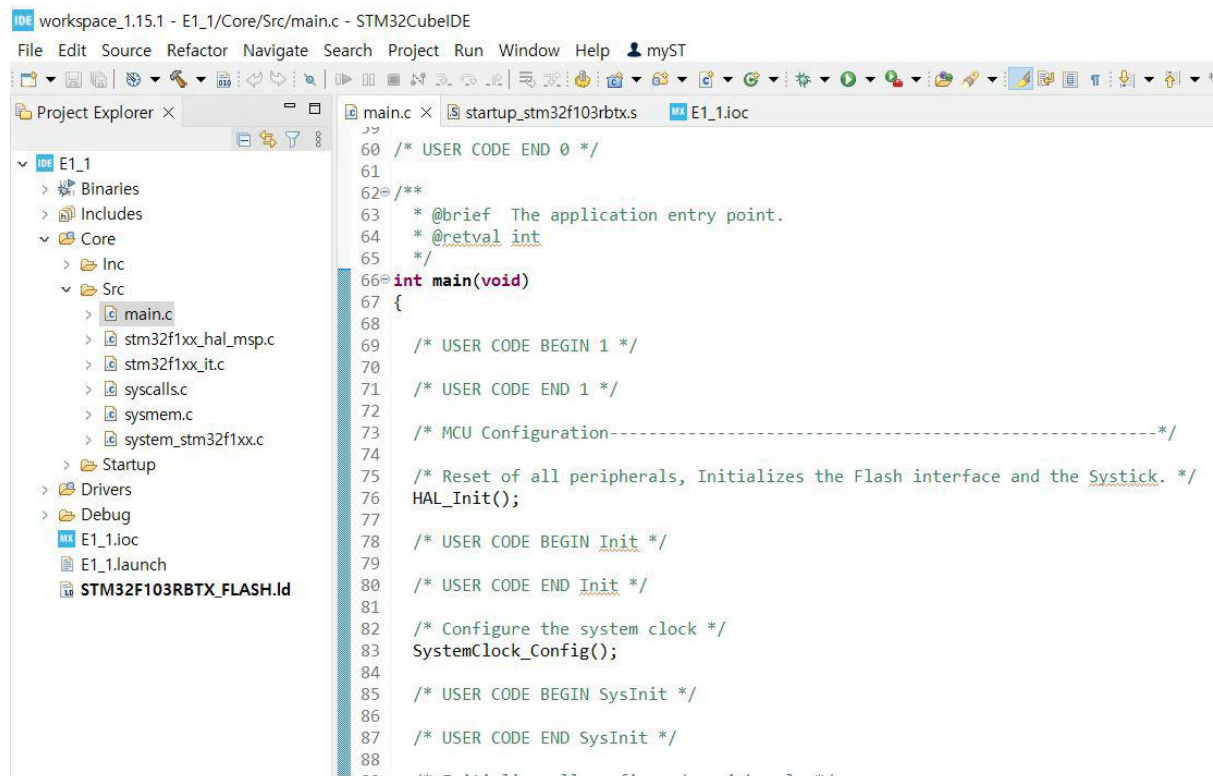 IDE workspace_1.15.1 - E1_1/Core/Src/main.c - STM32CubeIDE
File Edit Source Refactor Navigate Search Project Run Window Help myST
Project Explorer
E1_1
Binaries
Includes
Core
Inc
Src
main.c
stm32f1xx_hal_msp.c
stm32f1xx_it.c
syscalls.c
sysmem.c
system_stm32f1xx.c
Startup
Drivers
Debug
MX E1_1.ioc
E1_1.launch
STM32F103RBTX_FLASH.ld
main.c startup_stm32f103rbtx.s MX E1_1.ioc
59
60 /* USER CODE END 0 */
61
62 /**
63 * @brief The application entry point.
64 * @retval int
65 */
66 int main(void)
67 {
68
69 /* USER CODE BEGIN 1 */
70
71 /* USER CODE END 1 */
72
73 /* MCU Configuration--------------------------------------------------------*/
74
75 /* Reset of all peripherals, Initializes the Flash interface and the Systick. */
76 HAL_Init();
77
78 /* USER CODE BEGIN Init */
79
80 /* USER CODE END Init */
81
82 /* Configure the system clock */
83 SystemClock_Config();
84
85 /* USER CODE BEGIN SysInit */
86
87 /* USER CODE END SysInit */
88